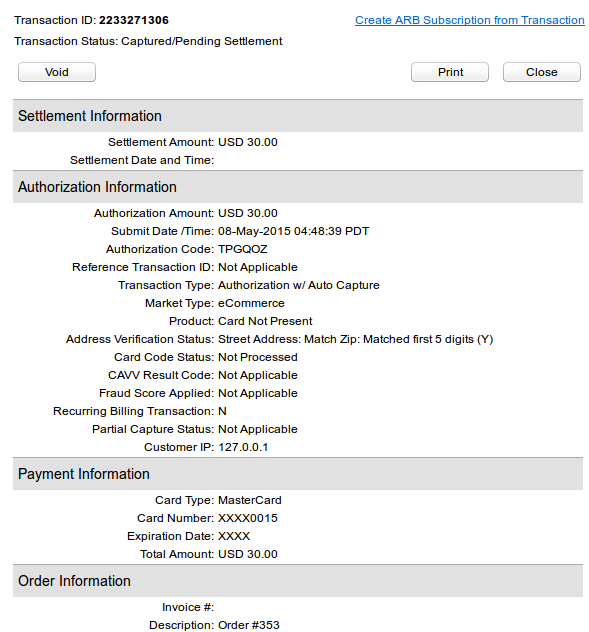 Transaction ID: 2233271306 Create ARB Subscription from Transaction
Transaction Status: Captured/Pending Settlement
Void Print Close
Settlement Information
Settlement Amount: USD 30.00
Settlement Date and Time:
Authorization Information
Authorization Amount: USD 30.00
Submit Date /Time: 08-May-2015 04:48:39 PDT
Authorization Code: TPGQOZ
Reference Transaction ID: Not Applicable
Transaction Type: Authorization w/ Auto Capture
Market Type: eCommerce
Product: Card Not Present
Address Verification Status: Street Address: Match Zip: Matched first 5 digits (Y)
Card Code Status: Not Processed
CAVV Result Code: Not Applicable
Fraud Score Applied: Not Applicable
Recurring Billing Transaction: N
Partial Capture Status: Not Applicable
Customer IP: 127.0.0.1
Payment Information
Card Type: MasterCard
Card Number: XXXX0015
Expiration Date: XXXX
Total Amount: USD 30.00
Order Information
Invoice #:
Description: Order #353